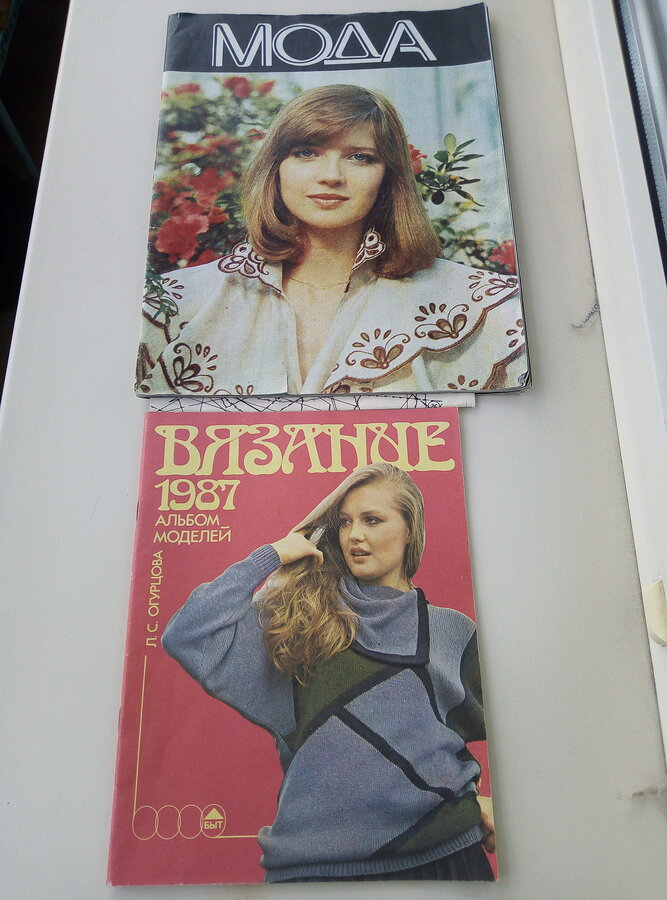 МОДА
ВЯЗАНИЕ
1987
АЛЬБОМ
МОДЕЛЕЙ
Л. С. ОГУРЦОВА
БЫТ